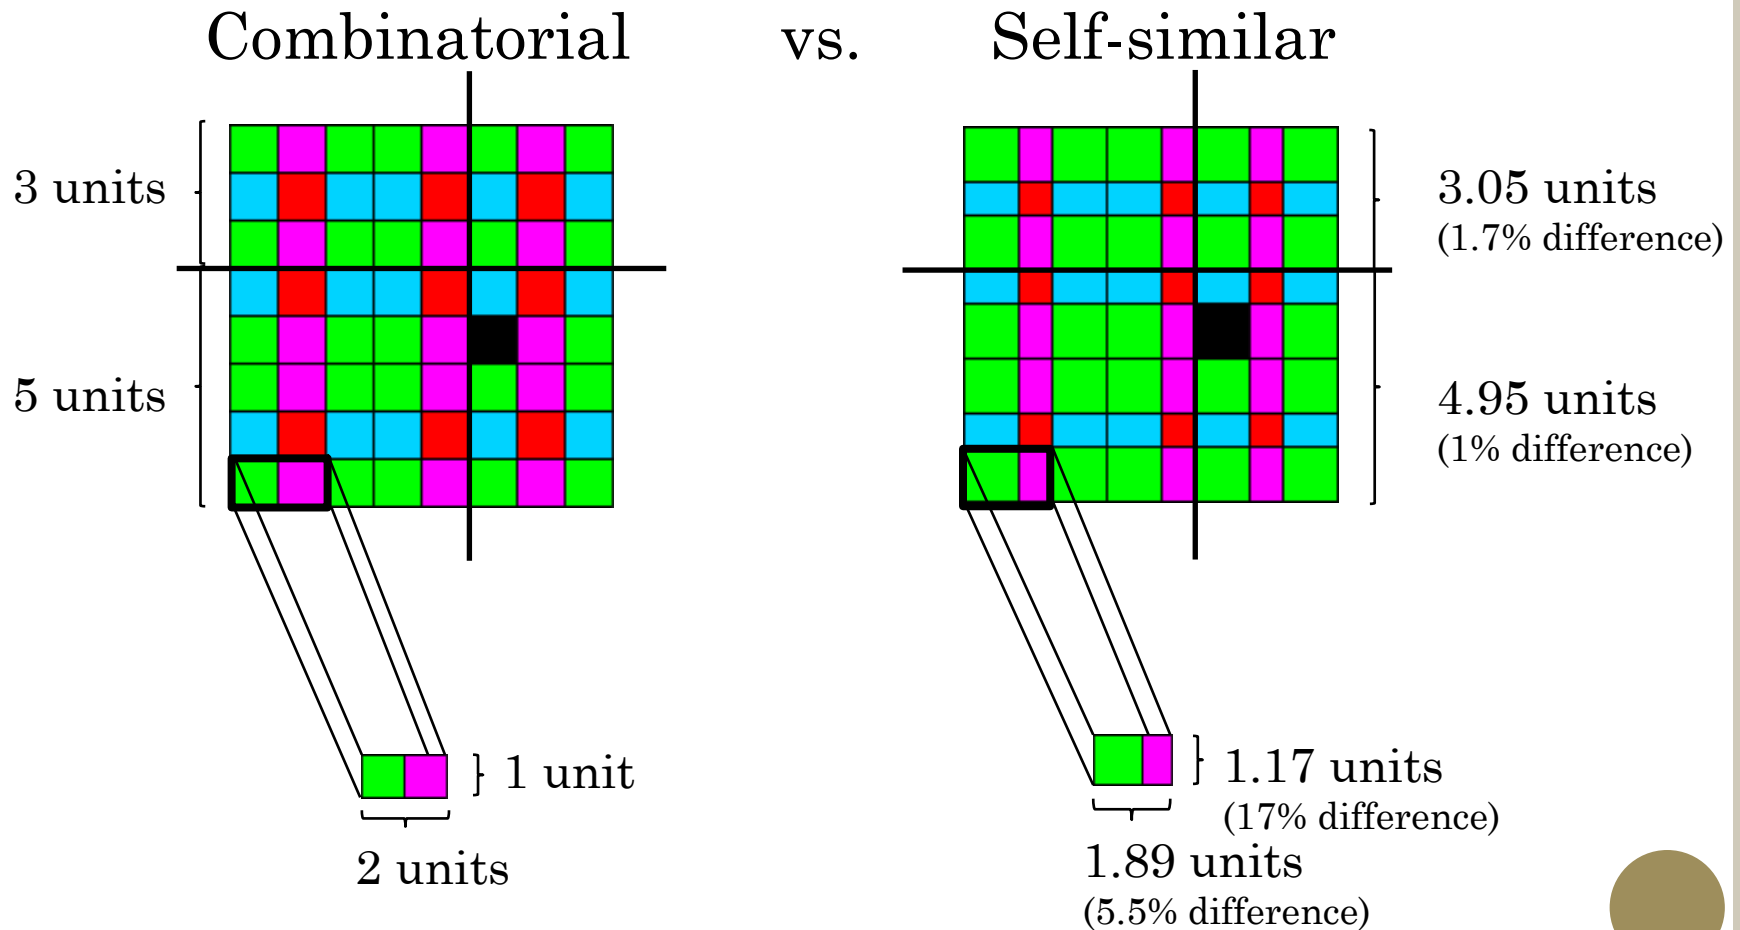 Combinatorial vs. Self-similar
3 units
5 units
1 unit
2 units
3.05 units
(1.7% difference)
4.95 units
(1% difference)
1.17 units
(17% difference)
1.89 units
(5.5% difference)